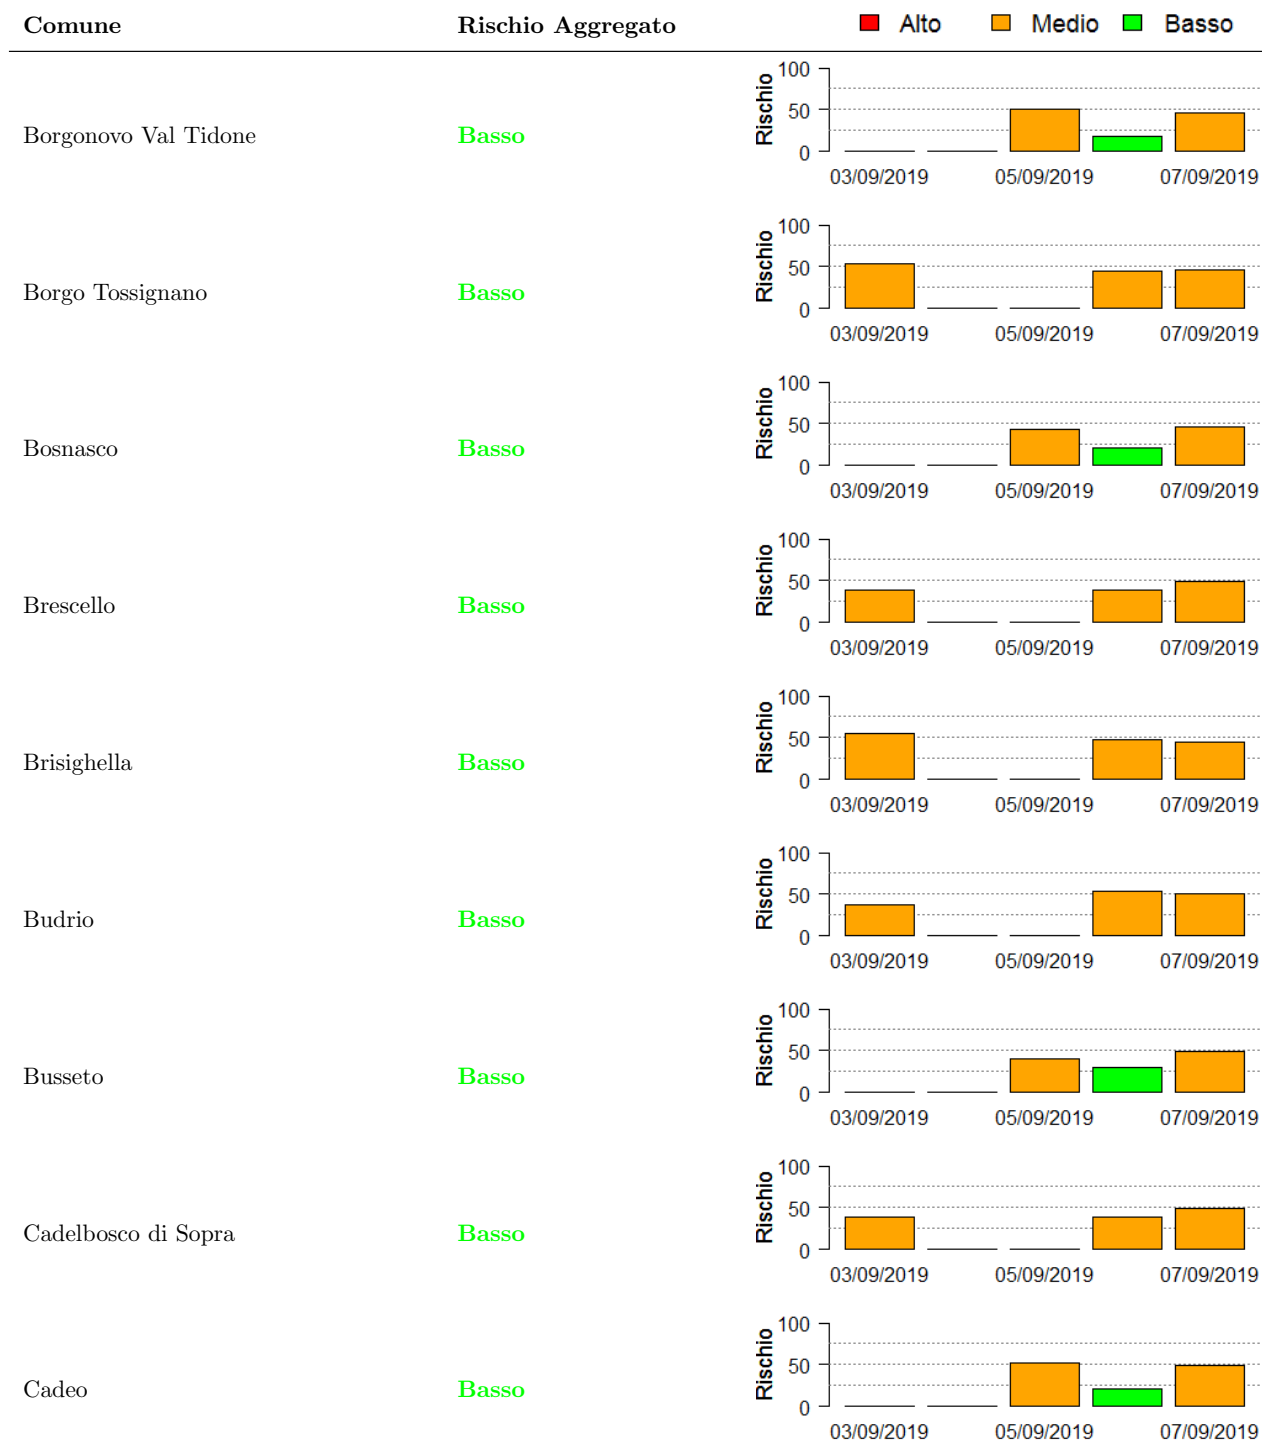 Comune Rischio Aggregato Alto Medio Basso
Borgonovo Val Tidone Basso
Rischio
100
50
0
03/09/2019 05/09/2019 07/09/2019
Borgo Tossignano Basso
Rischio
100
50
0
03/09/2019 05/09/2019 07/09/2019
Bosnasco Basso
Rischio
100
50
0
03/09/2019 05/09/2019 07/09/2019
Brescello Basso
Rischio
100
50
0
03/09/2019 05/09/2019 07/09/2019
Brisighella Basso
Rischio
100
50
0
03/09/2019 05/09/2019 07/09/2019
Budrio Basso
Rischio
100
50
0
03/09/2019 05/09/2019 07/09/2019
Busseto Basso
Rischio
100
50
0
03/09/2019 05/09/2019 07/09/2019
Cadelbosco di Sopra Basso
Rischio
100
50
0
03/09/2019 05/09/2019 07/09/2019
Cadeo Basso
Rischio
100
50
0
03/09/2019 05/09/2019 07/09/2019